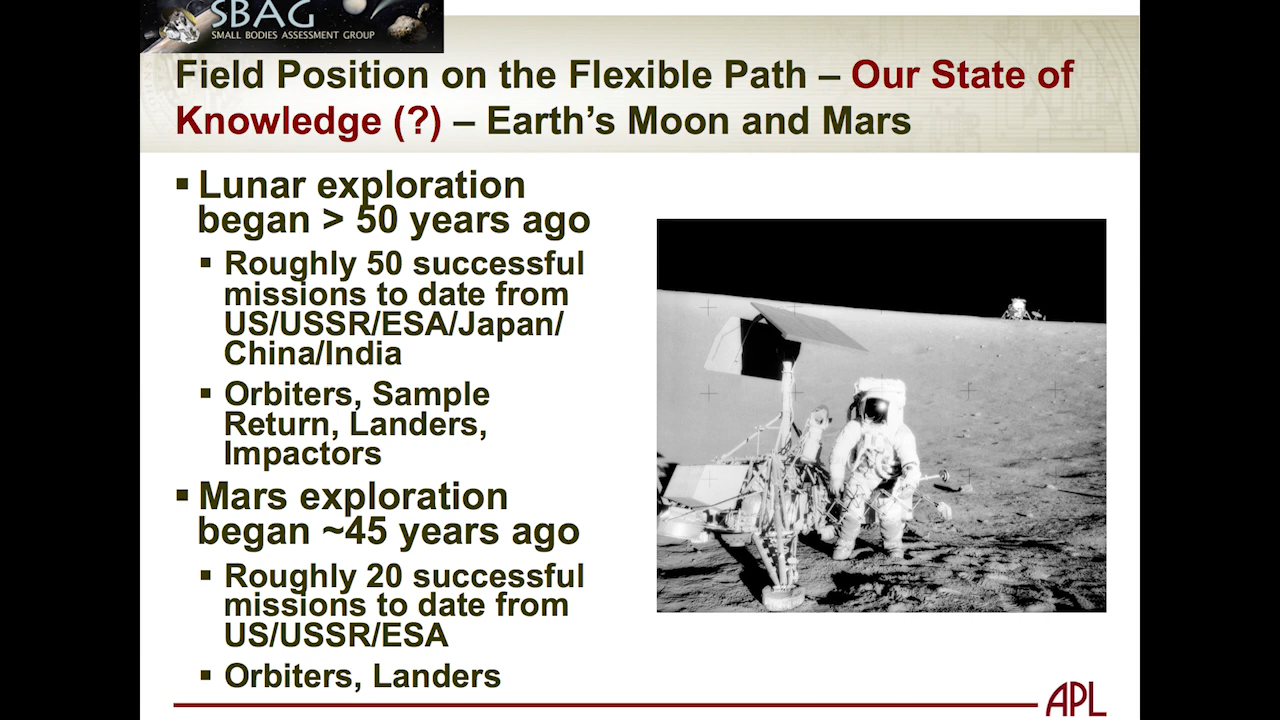 SBAG
SMALL BODIES ASSESSMENT GROUP
Field Position on the Flexible Path – Our State of
Knowledge (?) – Earth's Moon and Mars
▪ Lunar exploration
began > 50 years ago
▪ Roughly 50 successful
missions to date from
US/USSR/ESA/Japan/
China/India
▪ Orbiters, Sample
Return, Landers,
Impactors
▪ Mars exploration
began ~45 years ago
▪ Roughly 20 successful
missions to date from
US/USSR/ESA
▪ Orbiters, Landers
APL